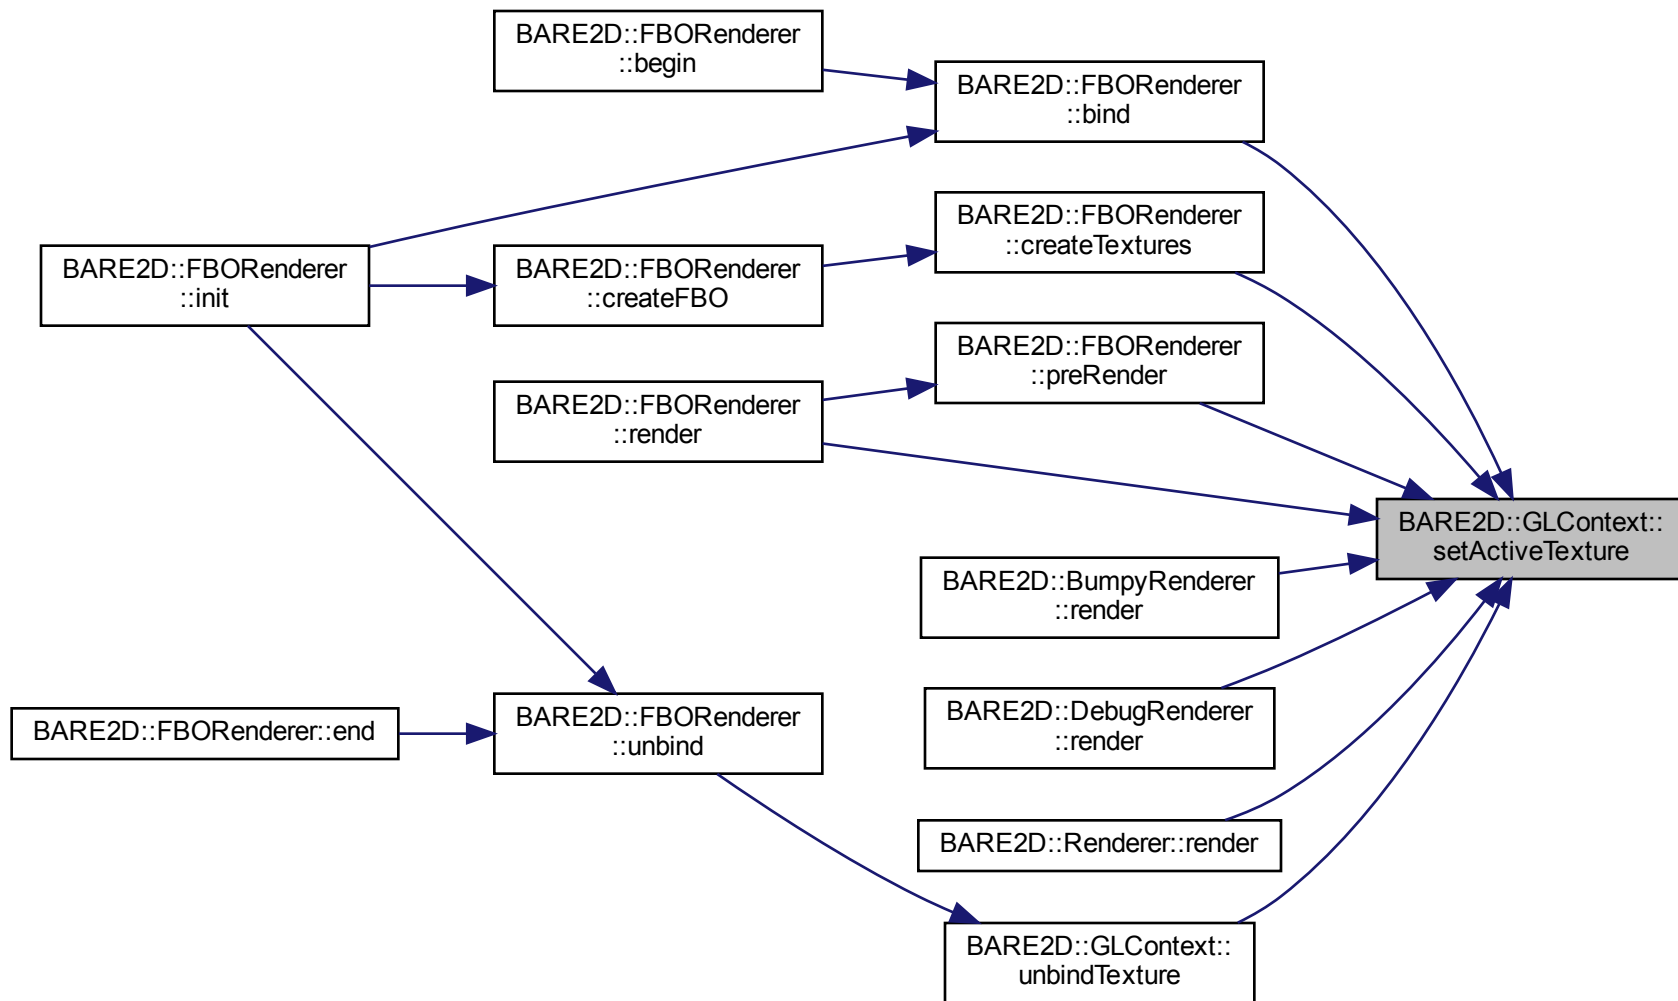 BARE2D::FBORenderer
::begin
BARE2D::FBORenderer
::bind
BARE2D::FBORenderer
::createTextures
BARE2D::FBORenderer
::init
BARE2D::FBORenderer
::createFBO
BARE2D::FBORenderer
::preRender
BARE2D::FBORenderer
::render
BARE2D::GLContext::
setActiveTexture
BARE2D::BumpyRenderer
::render
BARE2D::DebugRenderer
::render
BARE2D::FBORenderer::end
BARE2D::FBORenderer
::unbind
BARE2D::Renderer::render
BARE2D::GLContext::
unbindTexture